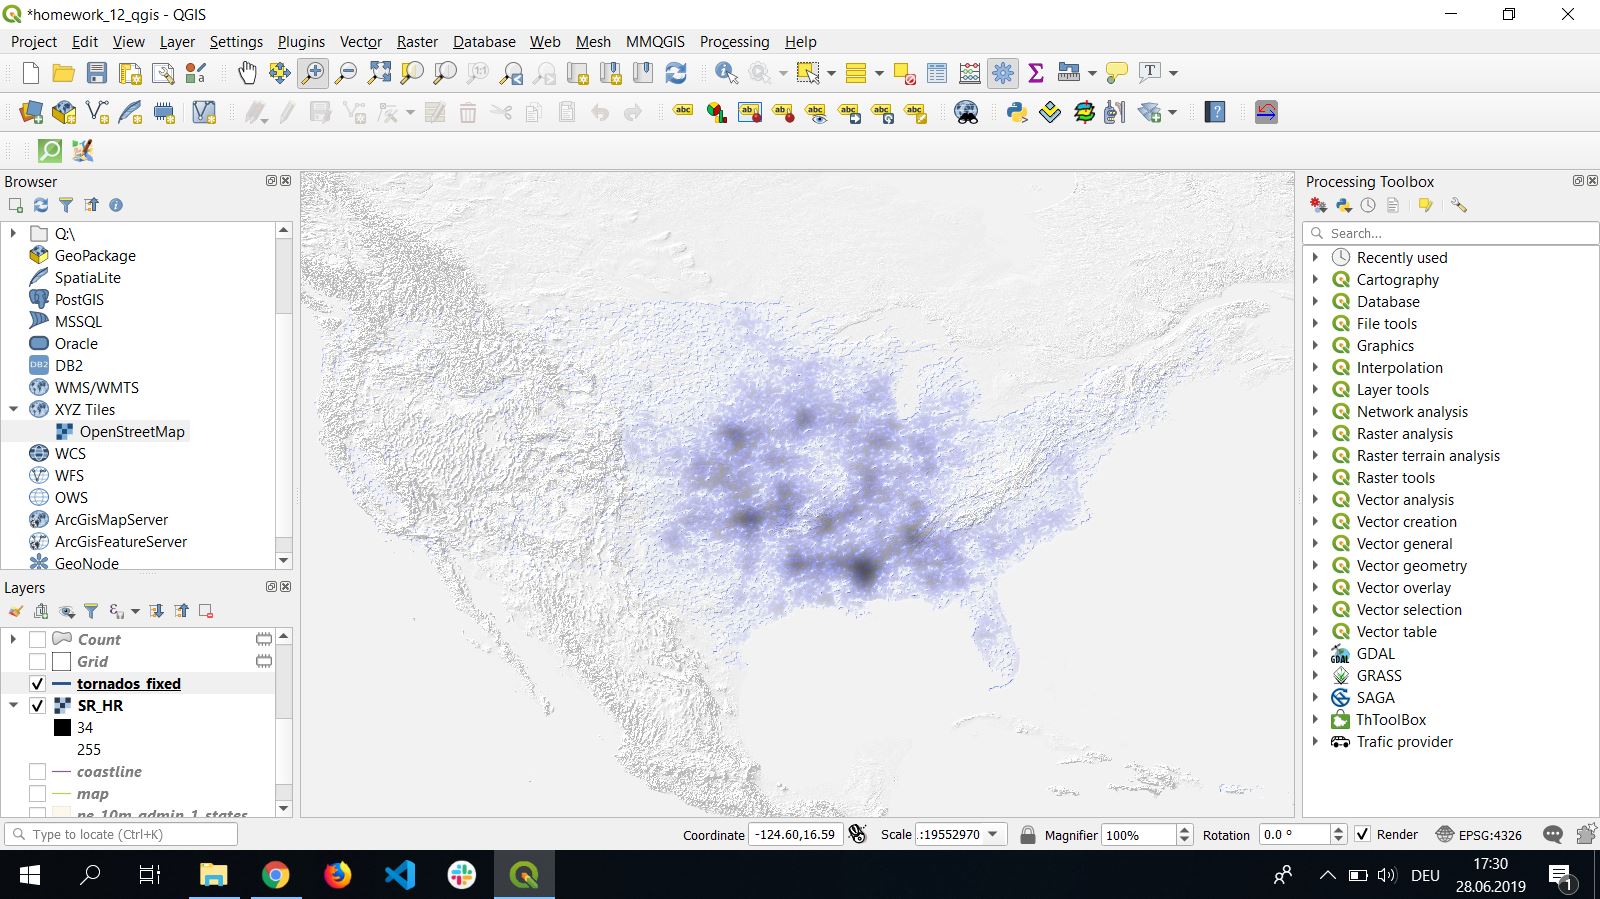 *homework_12_qgis - QGIS
Project Edit View Layer Settings Plugins Vector Raster Database Web Mesh MMQGIS Processing Help
Browser
Q:\
GeoPackage
SpatiaLite
PostGIS
MSSQL
Oracle
DB2
WMS/WMTS
XYZ Tiles
OpenStreetMap
WCS
WFS
OWS
ArcGisMapServer
ArcGisFeatureServer
GeoNode
Layers
Count
Grid
tornados_fixed
SR_HR
34
255
coastline
map
ne_10m_admin_1_states
Processing Toolbox
Search...
Recently used
Cartography
Database
File tools
Graphics
Interpolation
Layer tools
Network analysis
Raster analysis
Raster terrain analysis
Raster tools
Vector analysis
Vector creation
Vector general
Vector geometry
Vector overlay
Vector selection
Vector table
GDAL
GRASS
SAGA
ThToolBox
Trafic provider
Type to locate (Ctrl+K)
Coordinate -124.60,16.59 Scale :19552970 Magnifier 100% Rotation 0.0 ° Render EPSG:4326
DEU
17:30
28.06.2019
1